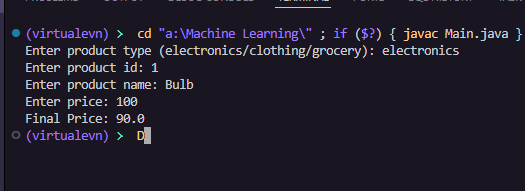 (virtualevn) > cd "a:\Machine Learning\" ; if ($?) { javac Main.java }
Enter product type (electronics/clothing/grocery): electronics
Enter product id: 1
Enter product name: Bulb
Enter price: 100
Final Price: 90.0
(virtualevn) > D